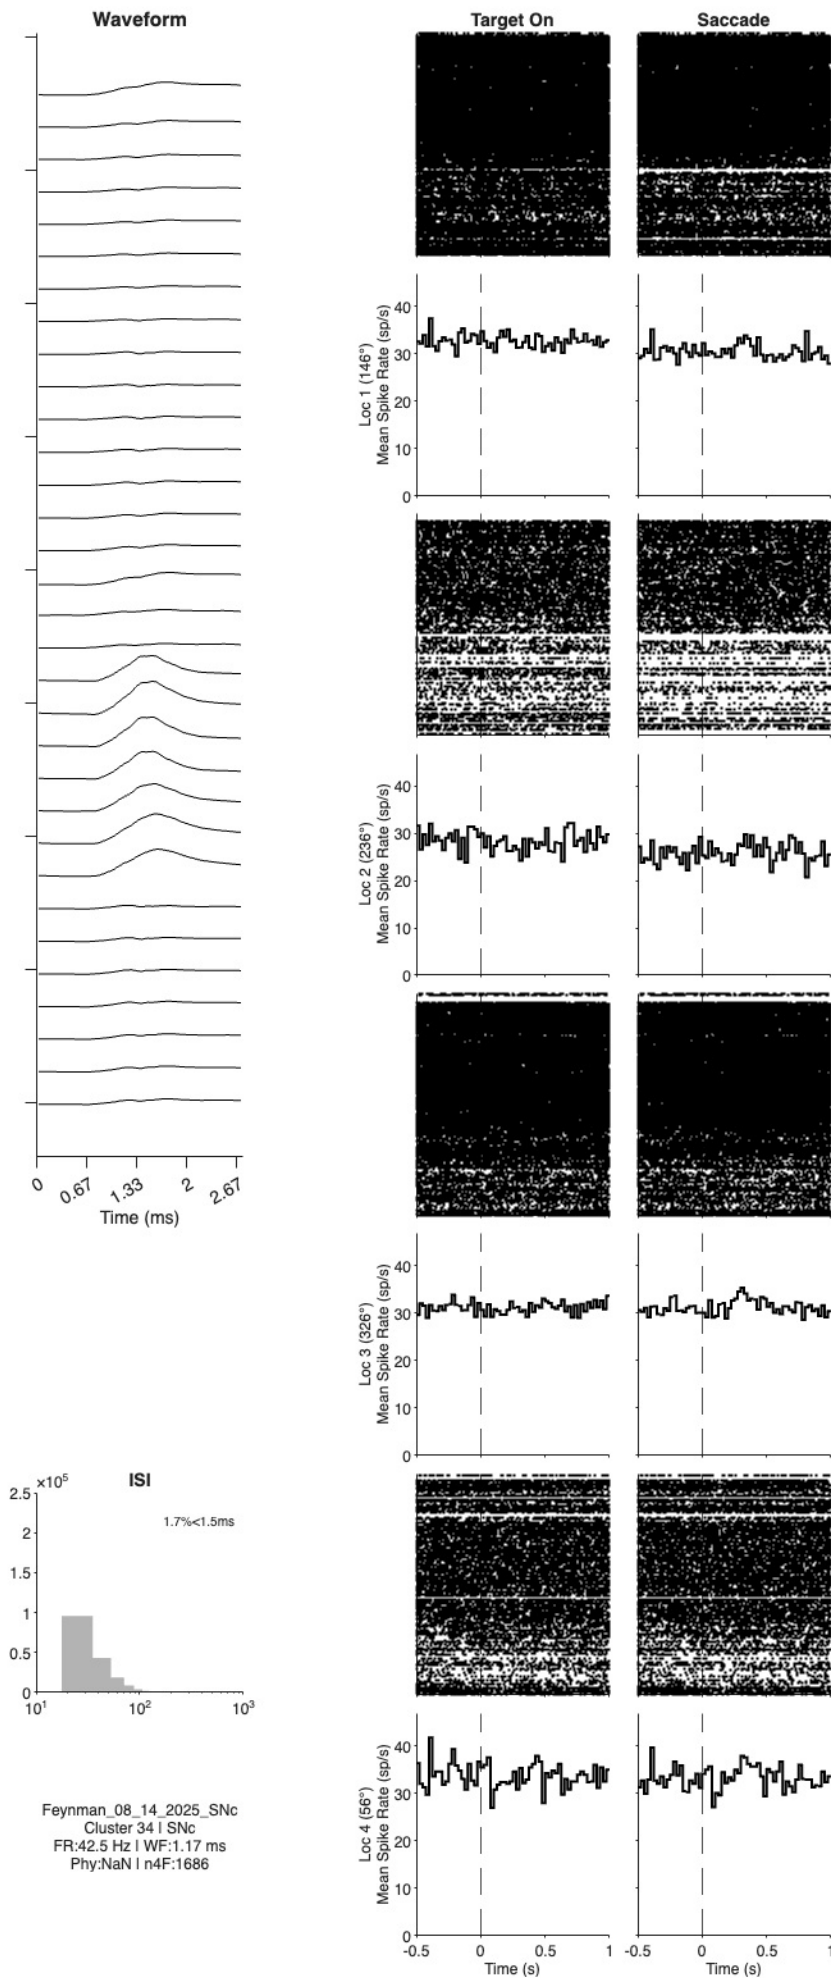 Waveform
Target On
Saccade
Loc 1 (146°)
Mean Spike Rate (sp/s)
40
30
20
10
0
Loc 2 (236°)
Mean Spike Rate (sp/s)
40
30
20
10
0
0
0.67
1.33
2
2.67
Time (ms)
Loc 3 (326°)
Mean Spike Rate (sp/s)
40
30
20
10
0
×10⁵
ISI
2.5
2
1.5
1
0.5
0
1.7%<1.5ms
10¹
10²
10³
Feynman_08_14_2025_SNc
Cluster 34 | SNc
FR:42.5 Hz | WF:1.17 ms
Phy:NaN | n4F:1686
Loc 4 (56°)
Mean Spike Rate (sp/s)
40
30
20
10
0
-0.5
0
0.5
1
Time (s)
-0.5
0
0.5
1
Time (s)